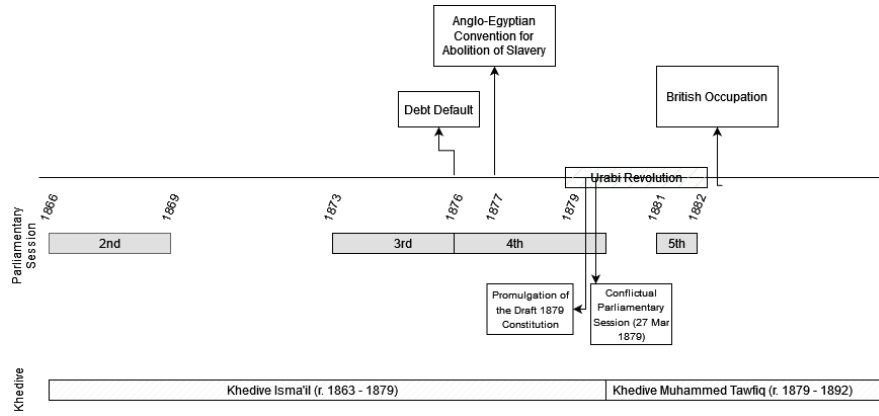 Anglo-Egyptian
Convention for
Abolition of Slavery
Debt Default
British Occupation
Urabi Revolution
1866
1869
1873
1876
1877
1879
1881
1882
Parliamentary
Session
2nd
3rd
4th
5th
Promulgation of
the Draft 1879
Constitution
Conflictual
Parliamentary
Session (27 Mar
1879)
Khedive
Khedive Isma'il (r. 1863 - 1879)
Khedive Muhammed Tawfiq (r. 1879 - 1892)